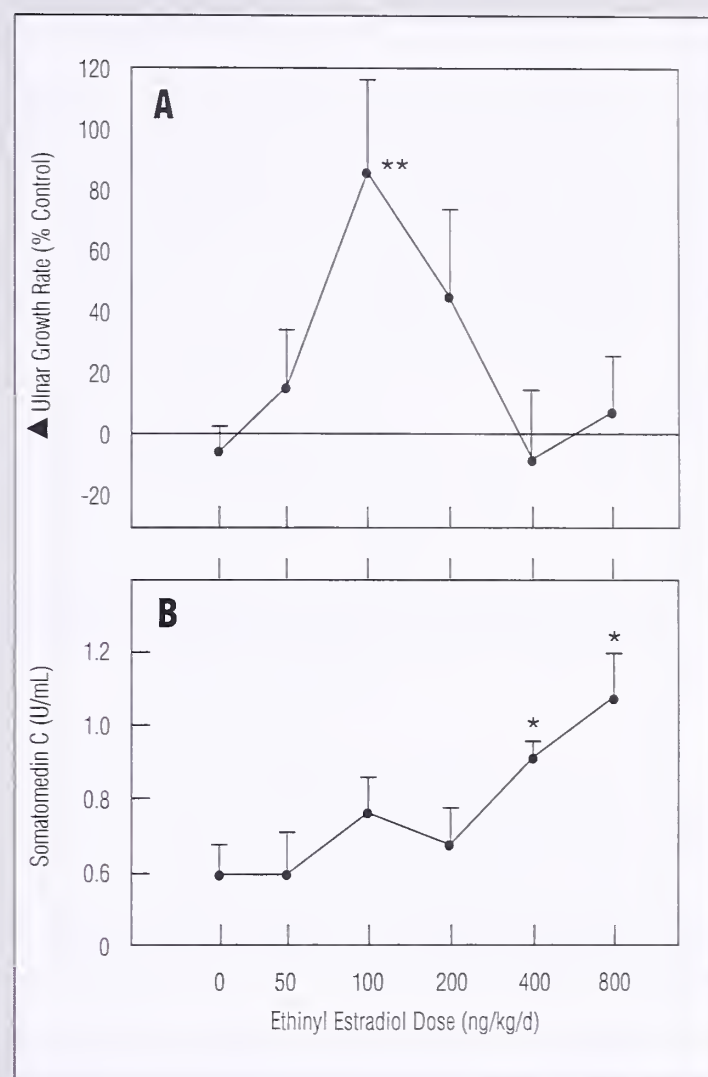 A
120
100
80
60
40
20
0
-20
▲ Ulnar Growth Rate (% Control)
**
B
1.2
1.0
0.8
0.6
0
Somatomedin C (U/mL)
*
*
0 50 100 200 400 800
Ethinyl Estradiol Dose (ng/kg/d)